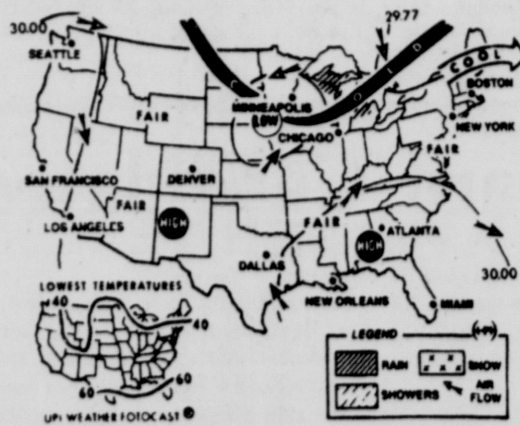 30.00
29.77
SEATTLE
COLD
COOL
BOSTON
MINNEAPOLIS
FAIR
LOW
CHICAGO
NEW YORK
FAIR
SAN FRANCISCO
DENVER
FAIR
FAIR
LOS ANGELES
HIGH
HIGH
ATLANTA
DALLAS
30.00
NEW ORLEANS
MIAMI
LOWEST TEMPERATURES
40
40
60
60
UPI WEATHER FOTOCAST ®
LEGEND
RAIN
SNOW
SHOWERS
AIR
FLOW